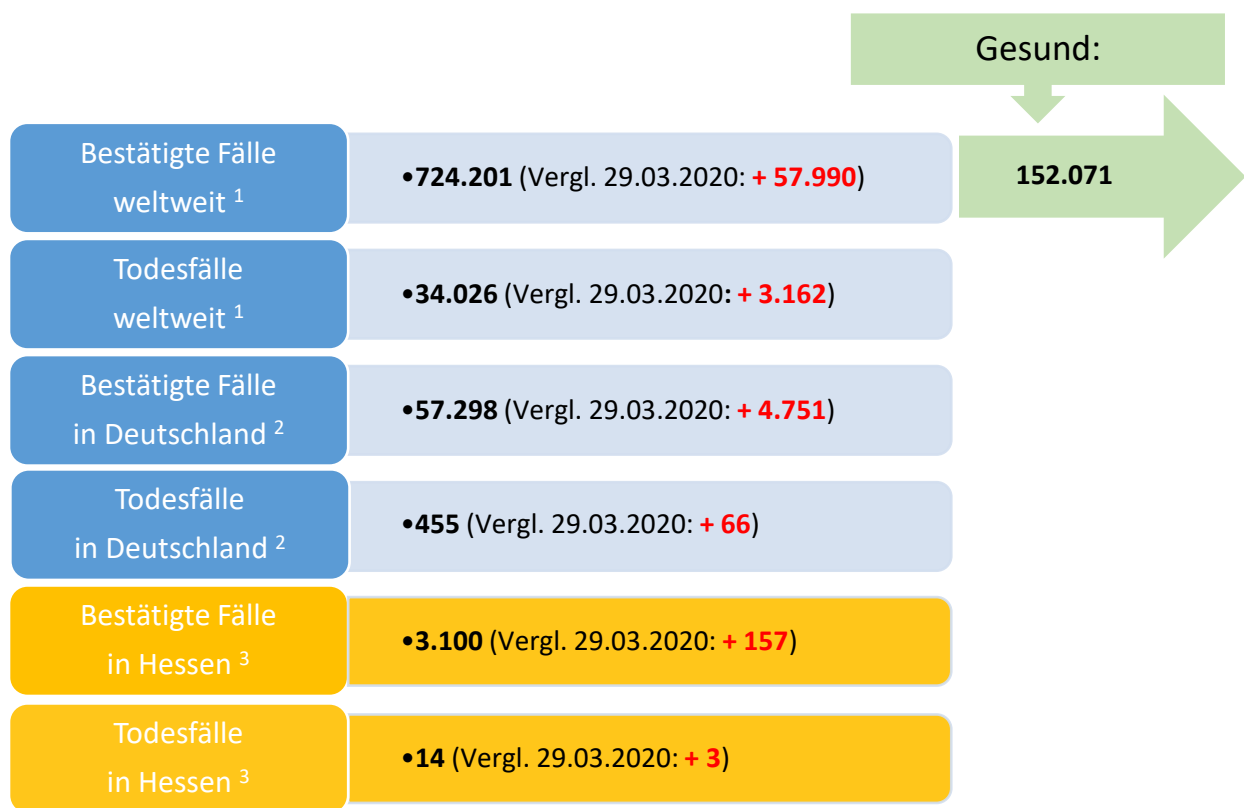 Gesund:
Bestätigte Fälle
weltweit ¹
•724.201 (Vergl. 29.03.2020: + 57.990)
152.071
Todesfälle
weltweit ¹
•34.026 (Vergl. 29.03.2020: + 3.162)
Bestätigte Fälle
in Deutschland ²
•57.298 (Vergl. 29.03.2020: + 4.751)
Todesfälle
in Deutschland ²
•455 (Vergl. 29.03.2020: + 66)
Bestätigte Fälle
in Hessen ³
•3.100 (Vergl. 29.03.2020: + 157)
Todesfälle
in Hessen ³
•14 (Vergl. 29.03.2020: + 3)